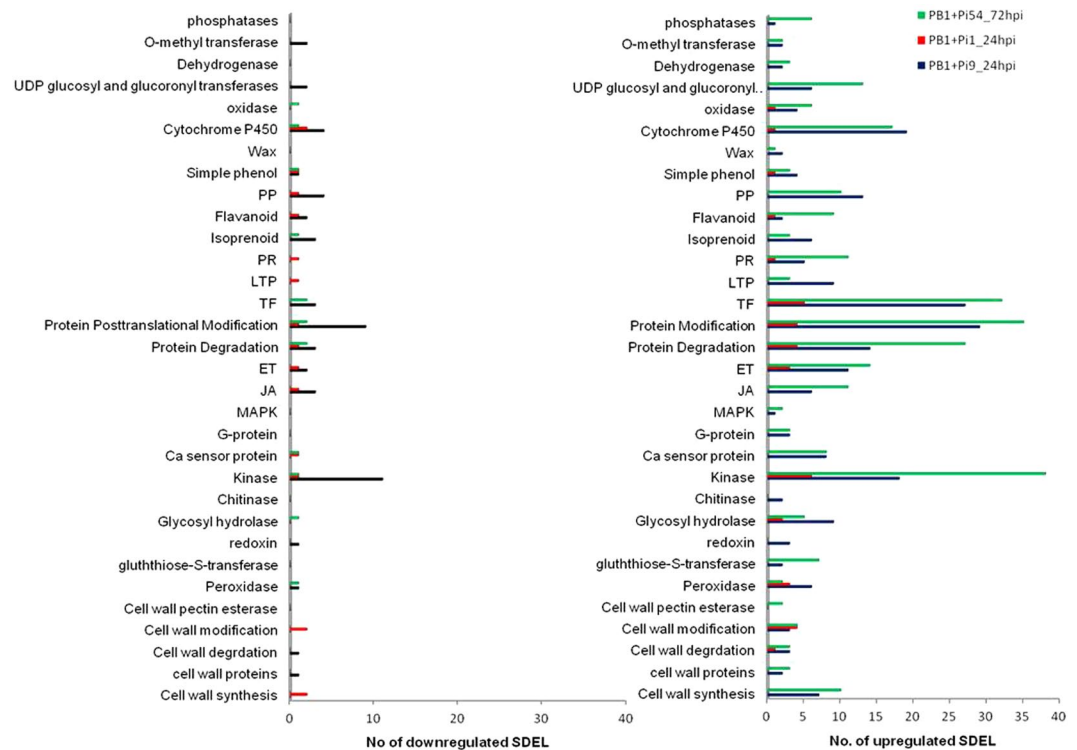 phosphatases
O-methyl transferase
Dehydrogenase
UDP glucosyl and glucoronyl transferases
oxidase
Cytochrome P450
Wax
Simple phenol
PP
Flavanoid
Isoprenoid
PR
LTP
TF
Protein Posttranslational Modification
Protein Degradation
ET
JA
MAPK
G-protein
Ca sensor protein
Kinase
Chitinase
Glycosyl hydrolase
redoxin
gluththiose-S-transferase
Peroxidase
Cell wall pectin esterase
Cell wall modification
Cell wall degrdation
cell wall proteins
Cell wall synthesis
0 10 20 30 40
No of downregulated SDEL
phosphatases
O-methyl transferase
Dehydrogenase
UDP glucosyl and glucoronyl..
oxidase
Cytochrome P450
Wax
Simple phenol
PP
Flavanoid
Isoprenoid
PR
LTP
TF
Protein Modification
Protein Degradation
ET
JA
MAPK
G-protein
Ca sensor protein
Kinase
Chitinase
Glycosyl hydrolase
redoxin
gluththiose-S-transferase
Peroxidase
Cell wall pectin esterase
Cell wall modification
Cell wall degrdation
cell wall proteins
Cell wall synthesis
0 5 10 15 20 25 30 35 40
No. of upregulated SDEL
PB1+Pi54_72hpi
PB1+Pi1_24hpi
PB1+Pi9_24hpi